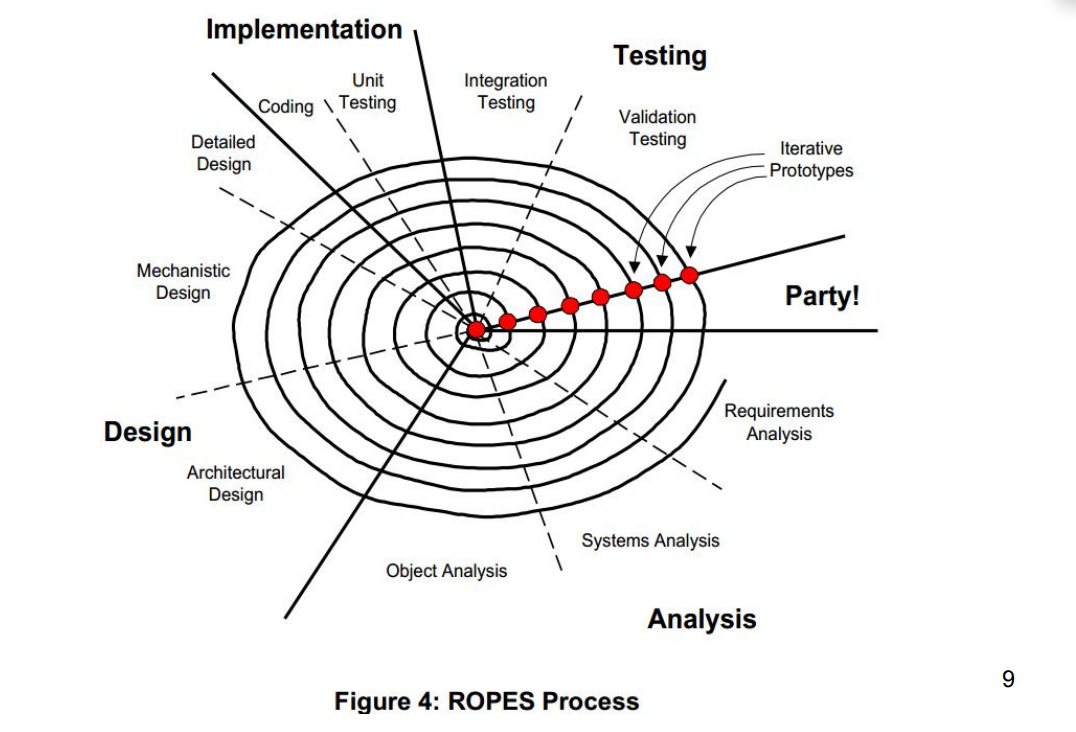 Implementation
Testing
Unit
Testing
Integration
Testing
Coding
Validation
Testing
Detailed
Design
Iterative
Prototypes
Mechanistic
Design
Party!
Requirements
Analysis
Design
Architectural
Design
Systems Analysis
Object Analysis
Analysis
9
Figure 4: ROPES Process